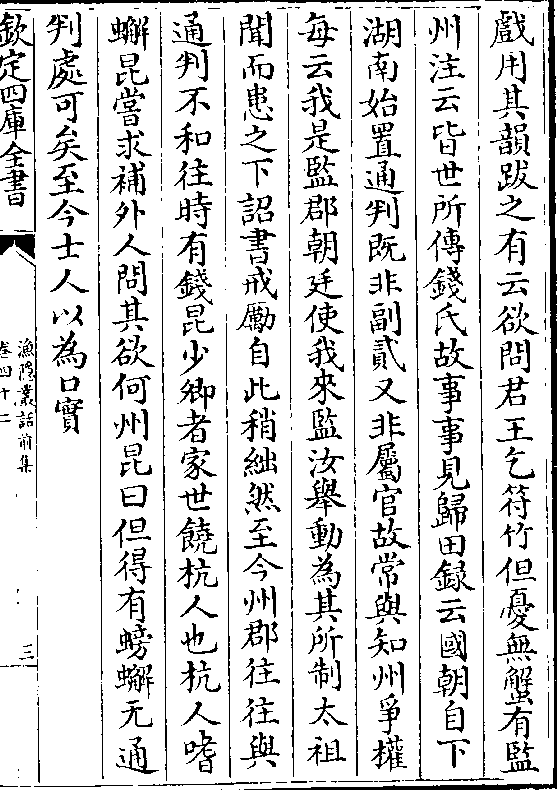 戲用其韻跋之有云欲問君王乞符竹但憂無蟹有監
州注云皆世所傳錢氏故事事見歸田録云國朝自下
湖南始置通判既非副貳又非屬官故常與知州爭權
每云我是監郡朝廷使我來監汝舉動為其所制太祖
聞而患之下詔書戒勵自此稍絀然至今州郡往往與
通判不和往時有錢昆少卿者家世饒杭人也杭人嗜
蠏昆嘗求補外人問其欲何州昆曰但得有螃蠏无通
判處可矣至今士人以為口實
欽定四庫全書
漁隱叢話前集
卷四十二
三